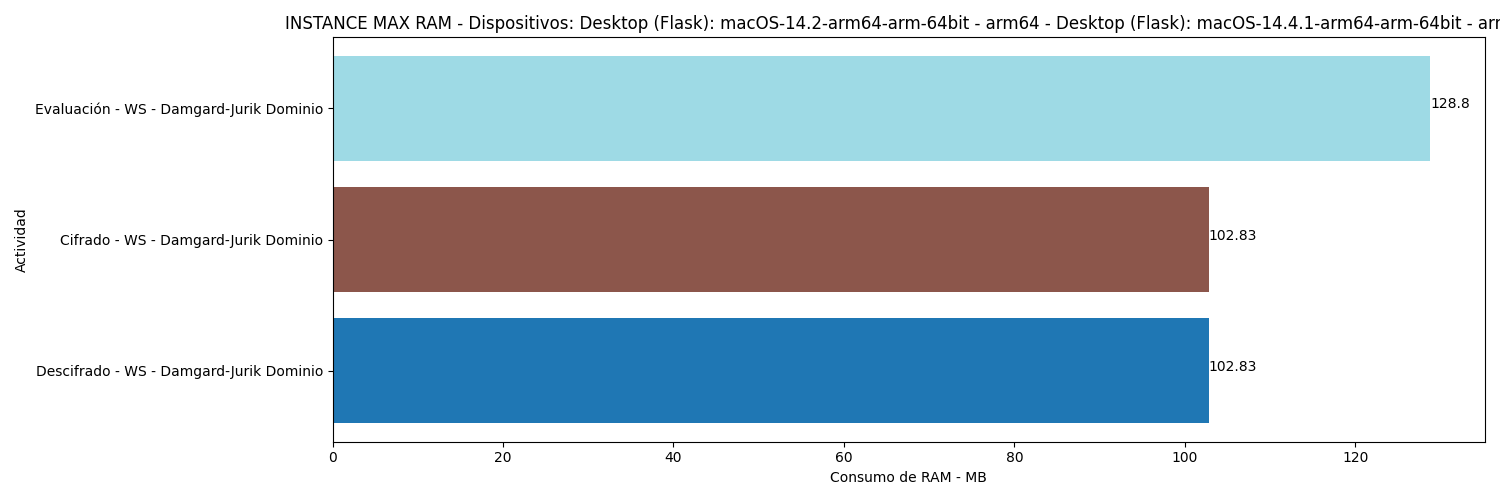 INSTANCE MAX RAM - Dispositivos: Desktop (Flask): macOS-14.2-arm64-arm-64bit - arm64 - Desktop (Flask): macOS-14.4.1-arm64-arm-64bit -
Evaluación - WS - Damgard-Jurik Dominio
128.8
Cifrado - WS - Damgard-Jurik Dominio
102.83
Descifrado - WS - Damgard-Jurik Dominio
102.83
Actividad
0 20 40 60 80 100 120
Consumo de RAM - MB